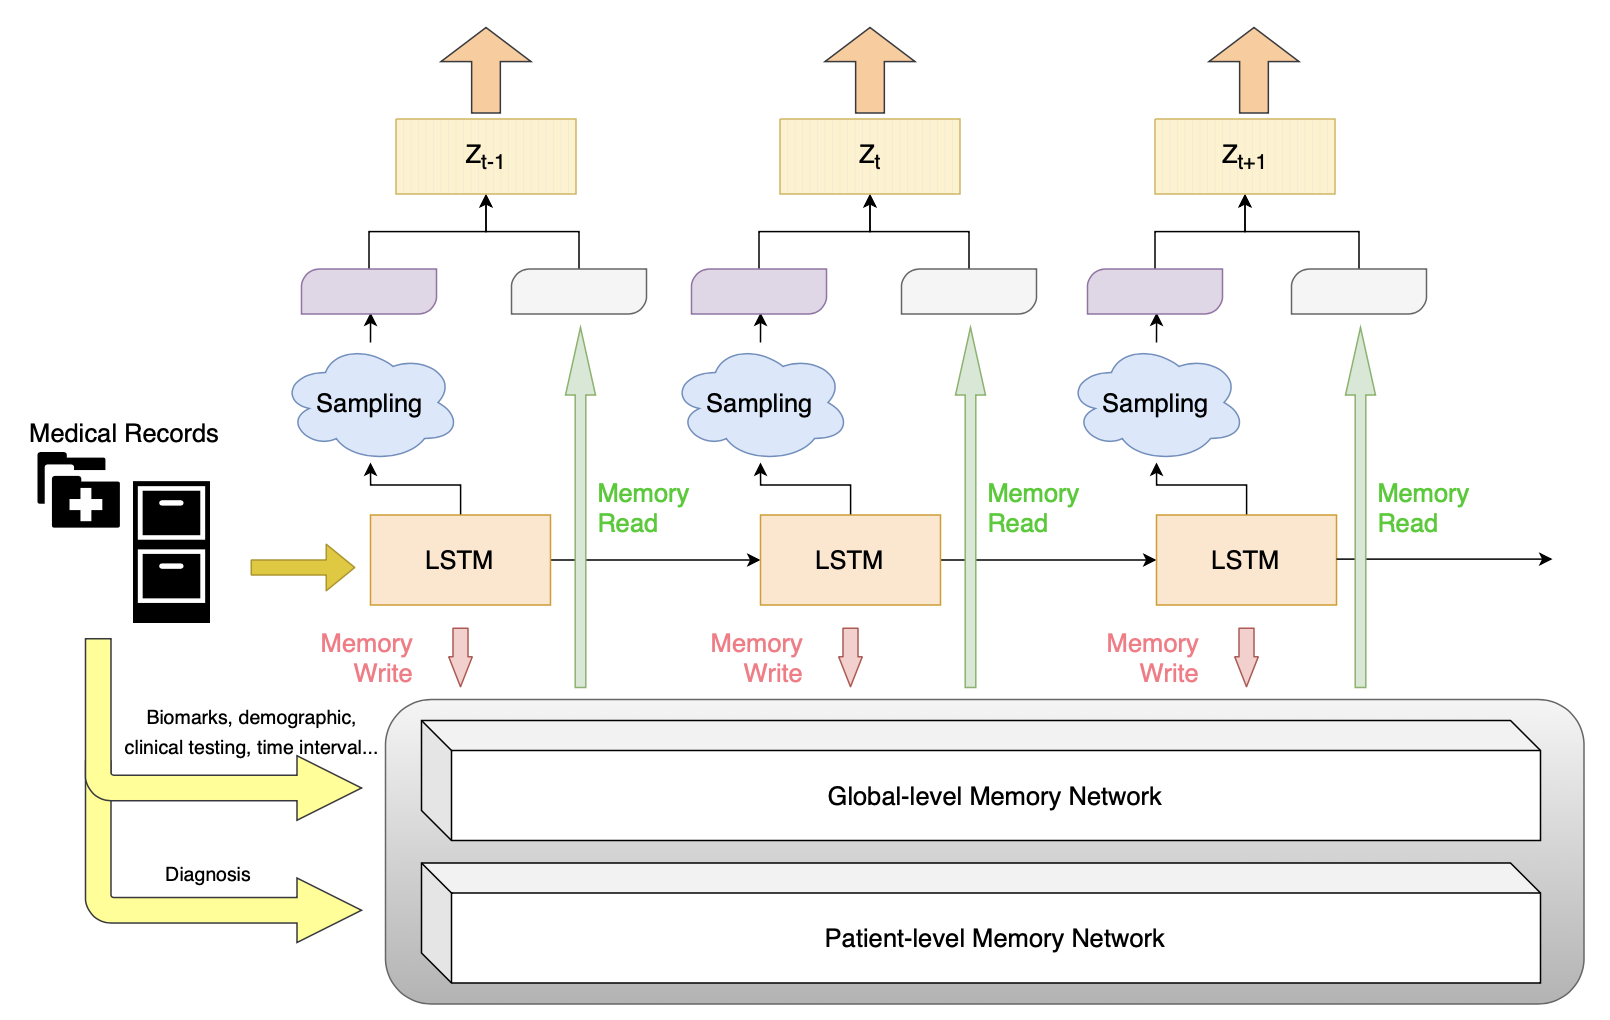 Z_t-1
Z_t
Z_t+1
Sampling
Sampling
Sampling
Medical Records
Memory
Read
Memory
Read
Memory
Read
LSTM
LSTM
LSTM
Memory
Write
Memory
Write
Memory
Write
Biomarks, demographic,
clinical testing, time interval...
Global-level Memory Network
Diagnosis
Patient-level Memory Network